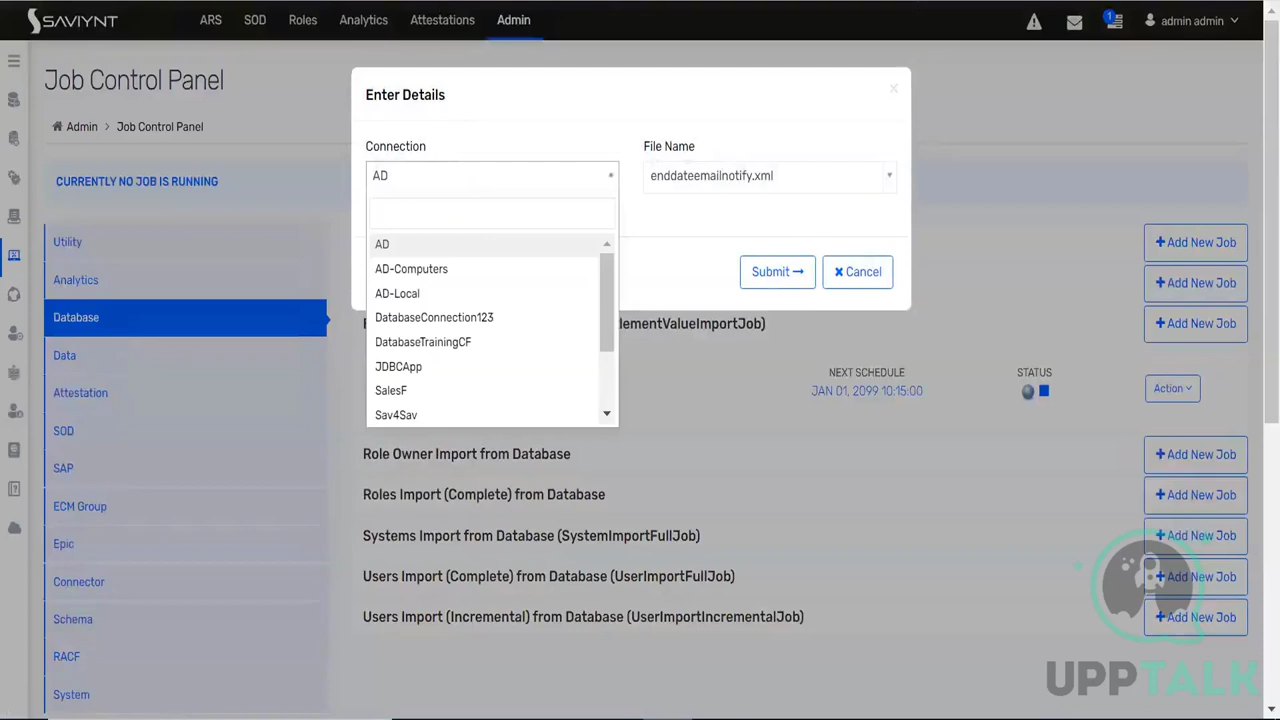 SAVIYNT
ARS
SOD
Roles
Analytics
Attestations
Admin
1
admin admin
Job Control Panel
Admin > Job Control Panel
CURRENTLY NO JOB IS RUNNING
Utility
Analytics
Database
Data
Attestation
SOD
SAP
ECM Group
Epic
Connector
Schema
RACF
System
Enter Details
x
Connection
File Name
AD
enddateemailnotify.xml
AD
AD-Computers
AD-Local
DatabaseConnection123
DatabaseTrainingCF
JDBCApp
SalesF
Sav4Sav
Submit
Cancel
+Add New Job
+Add New Job
lementValueImportJob)
+Add New Job
NEXT SCHEDULE
STATUS
JAN 01, 2099 10:15:00
Action
Role Owner Import from Database
+Add New Job
Roles Import (Complete) from Database
+Add New Job
Systems Import from Database (SystemImportFullJob)
+Add New Job
Users Import (Complete) from Database (UserImportFullJob)
+Add New Job
Users Import (Incremental) from Database (UserImportIncrementalJob)
+Add New Job
UPPTALK